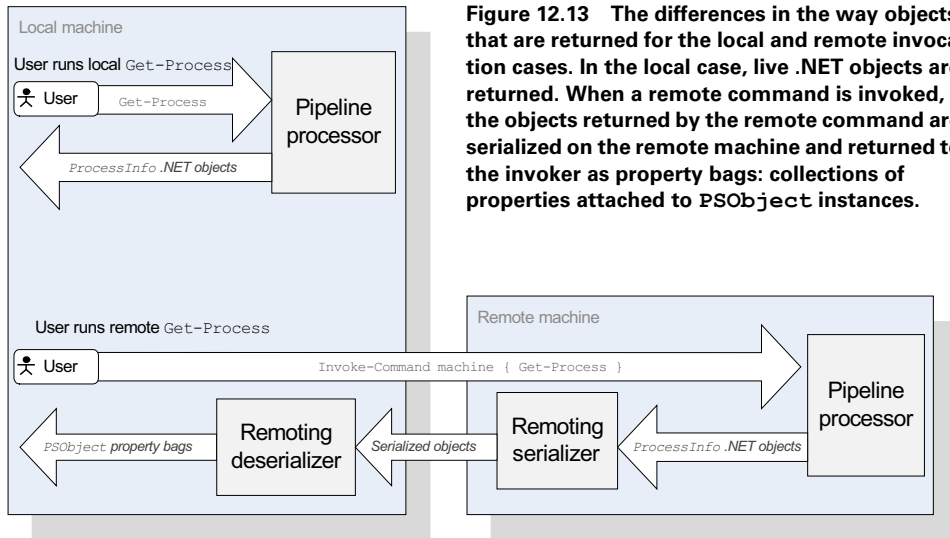 Figure 12.13 The differences in the way objects
that are returned for the local and remote invoca
tion cases. In the local case, live .NET objects are
returned. When a remote command is invoked,
the objects returned by the remote command are
serialized on the remote machine and returned to
the invoker as property bags: collections of
properties attached to PSObject instances.
Local machine
User runs local Get-Process
User
Get-Process
Pipeline
processor
ProcessInfo .NET objects
User runs remote Get-Process
Remote machine
User
Invoke-Command machine { Get-Process }
Pipeline
processor
PSObject property bags
Remoting
deserializer
Serialized objects
Remoting
serializer
ProcessInfo .NET objects